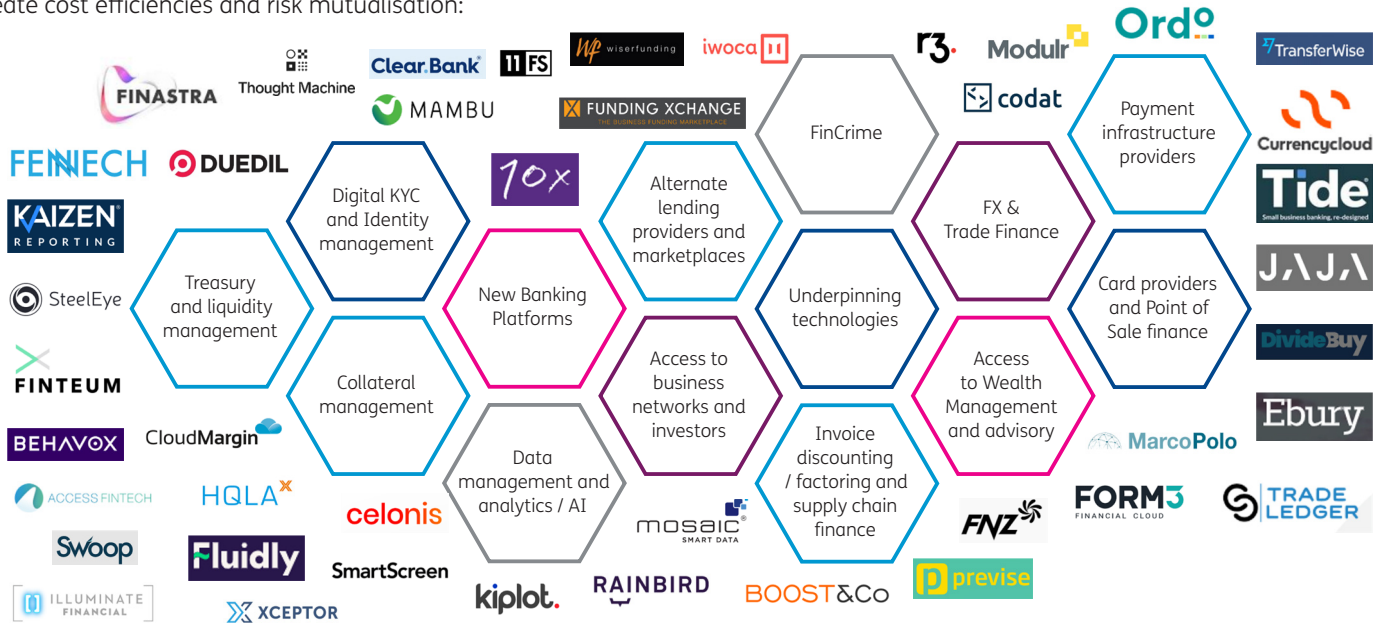 eate cost efficiencies and risk mutualisation:
FINASTRA
Thought Machine
Clear.Bank®
11:FS
Wf wiserfunding
iwoca
r3.
Modulr
Ordo
TransferWise
MAMBU
FUNDING XCHANGE
THE BUSINESS FUNDING MARKETPLACE
codat
Currencycloud
FENNECH
DUEDIL
10x
FinCrime
Payment
infrastructure
providers
KAIZEN®
REPORTING
Digital KYC
and Identity
management
Alternate
lending
providers and
marketplaces
FX &
Trade Finance
Tide®
Small business banking, re-designed
SteelEye
Treasury
and liquidity
management
New Banking
Platforms
Underpinning
technologies
Card providers
and Point of
Sale finance
JAJA
FINTEUM
Collateral
management
Access to
business
networks and
investors
Access
to Wealth
Management
and advisory
DivideBuy
BEHAVOX
CloudMargin
Data
management and
analytics / AI
Invoice
discounting
/ factoring and
supply chain
finance
MarcoPolo
Ebury
ACCESS FINTECH
HQLAX
celonis
mosaic®
SMART DATA
FNZ
FORM3
FINANCIAL CLOUD
TRADE
LEDGER
Swoop
Fluidly
SmartScreen
kiplot.
RAINBIRD
BOOST&Co
previse
ILLUMINATE
FINANCIAL
XCEPTOR